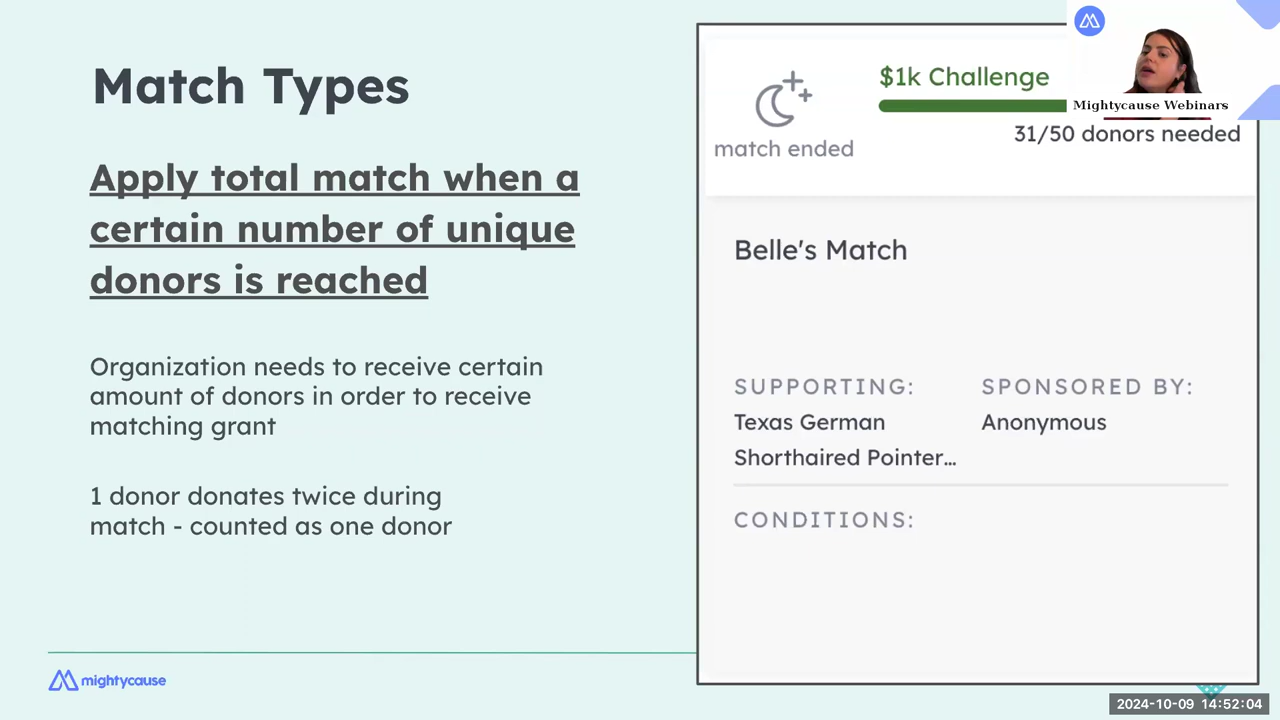 Match Types
Apply total match when a
certain number of unique
donors is reached
Organization needs to receive certain
amount of donors in order to receive
matching grant
1 donor donates twice during
match - counted as one donor
mightycause
match ended
$1k Challenge
31/50 donors needed
Belle's Match
SUPPORTING:
Texas German
Shorthaired Pointer...
SPONSORED BY:
Anonymous
CONDITIONS:
Mightycause Webinars
2024-10-09 14:52:04